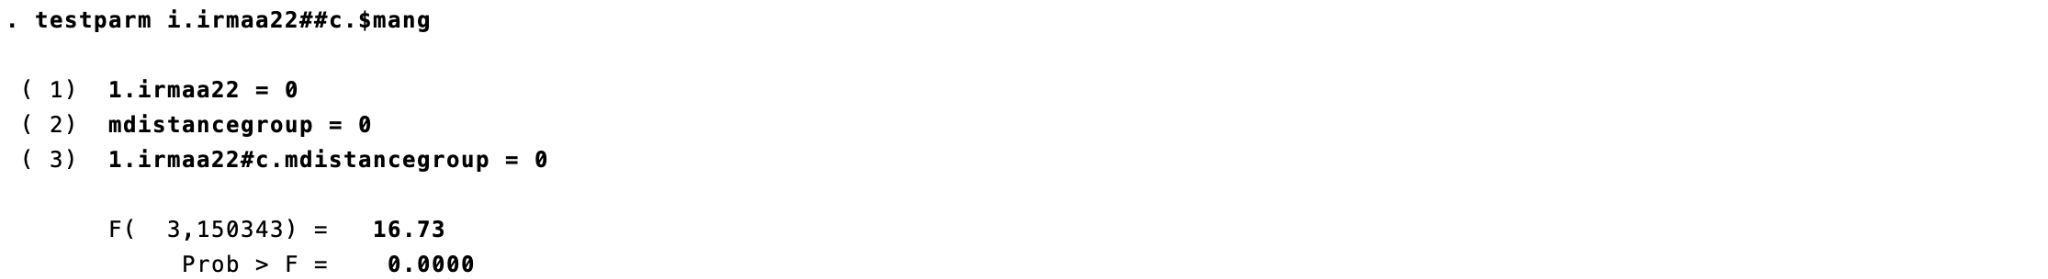 . testparm i.irmaa22##c.$mang
( 1) 1.irmaa22 = 0
( 2) mdistancegroup = 0
( 3) 1.irmaa22#c.mdistancegroup = 0
F( 3,150343) = 16.73
Prob > F = 0.0000